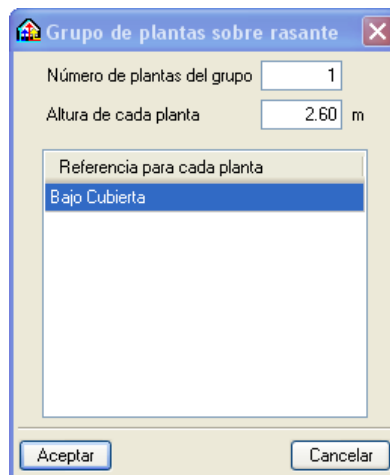 Grupo de plantas sobre rasante
Número de plantas del grupo 1
Altura de cada planta 2.60 m
Referencia para cada planta
Bajo Cubierta
Aceptar Cancelar